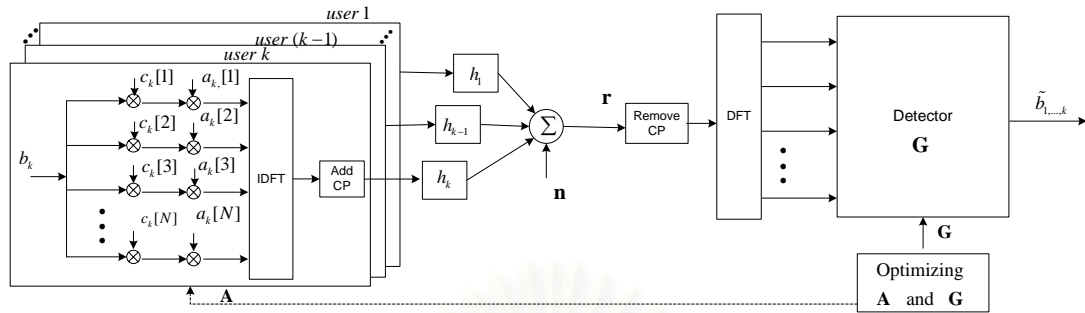 user 1
user (k−1)
user k
b_k
c_k[1]
a_k,[1]
c_k[2]
a_k[2]
c_k[3]
a_k[3]
c_k[N]
a_k[N]
IDFT
Add
CP
A
h_1
h_{k−1}
h_k
Σ
n
r
Remove
CP
DFT
Detector
G
b̃_{1,...,k}
G
Optimizing
A and G